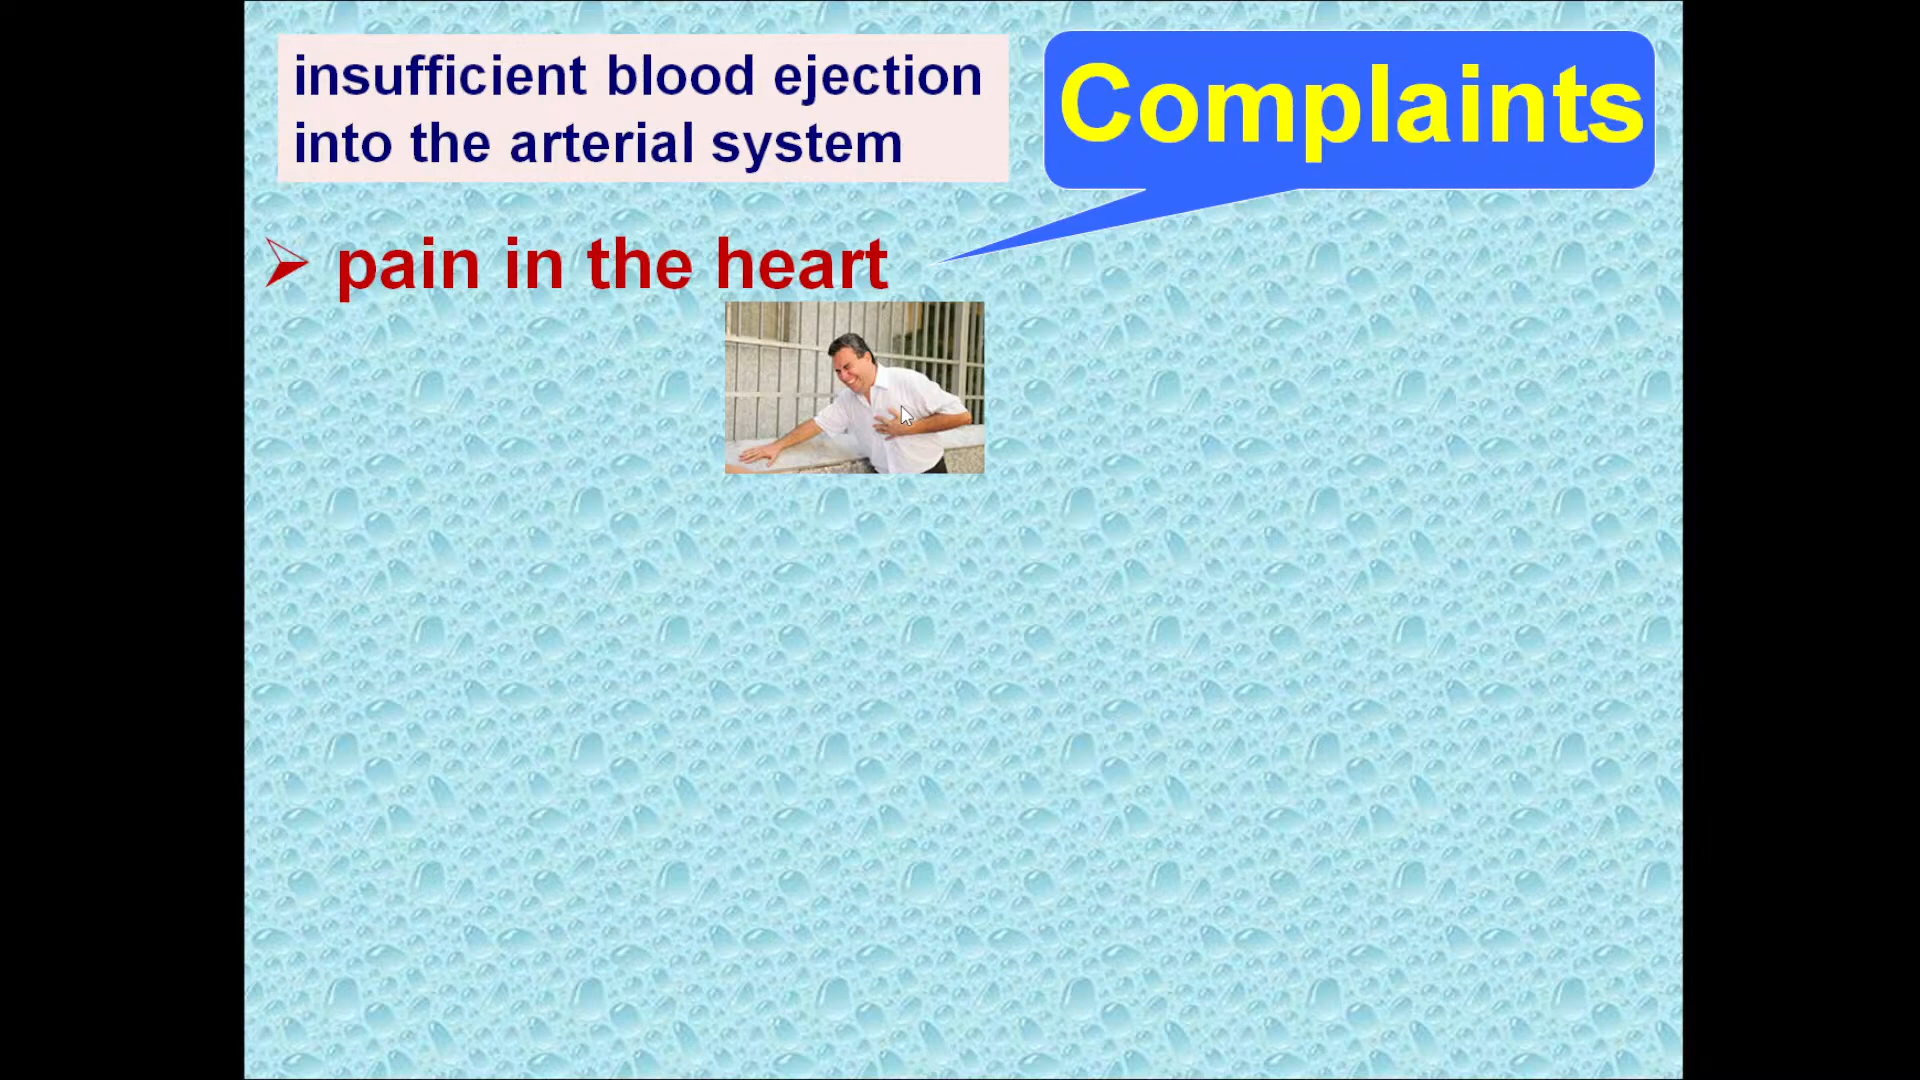 insufficient blood ejection
into the arterial system
Complaints
pain in the heart